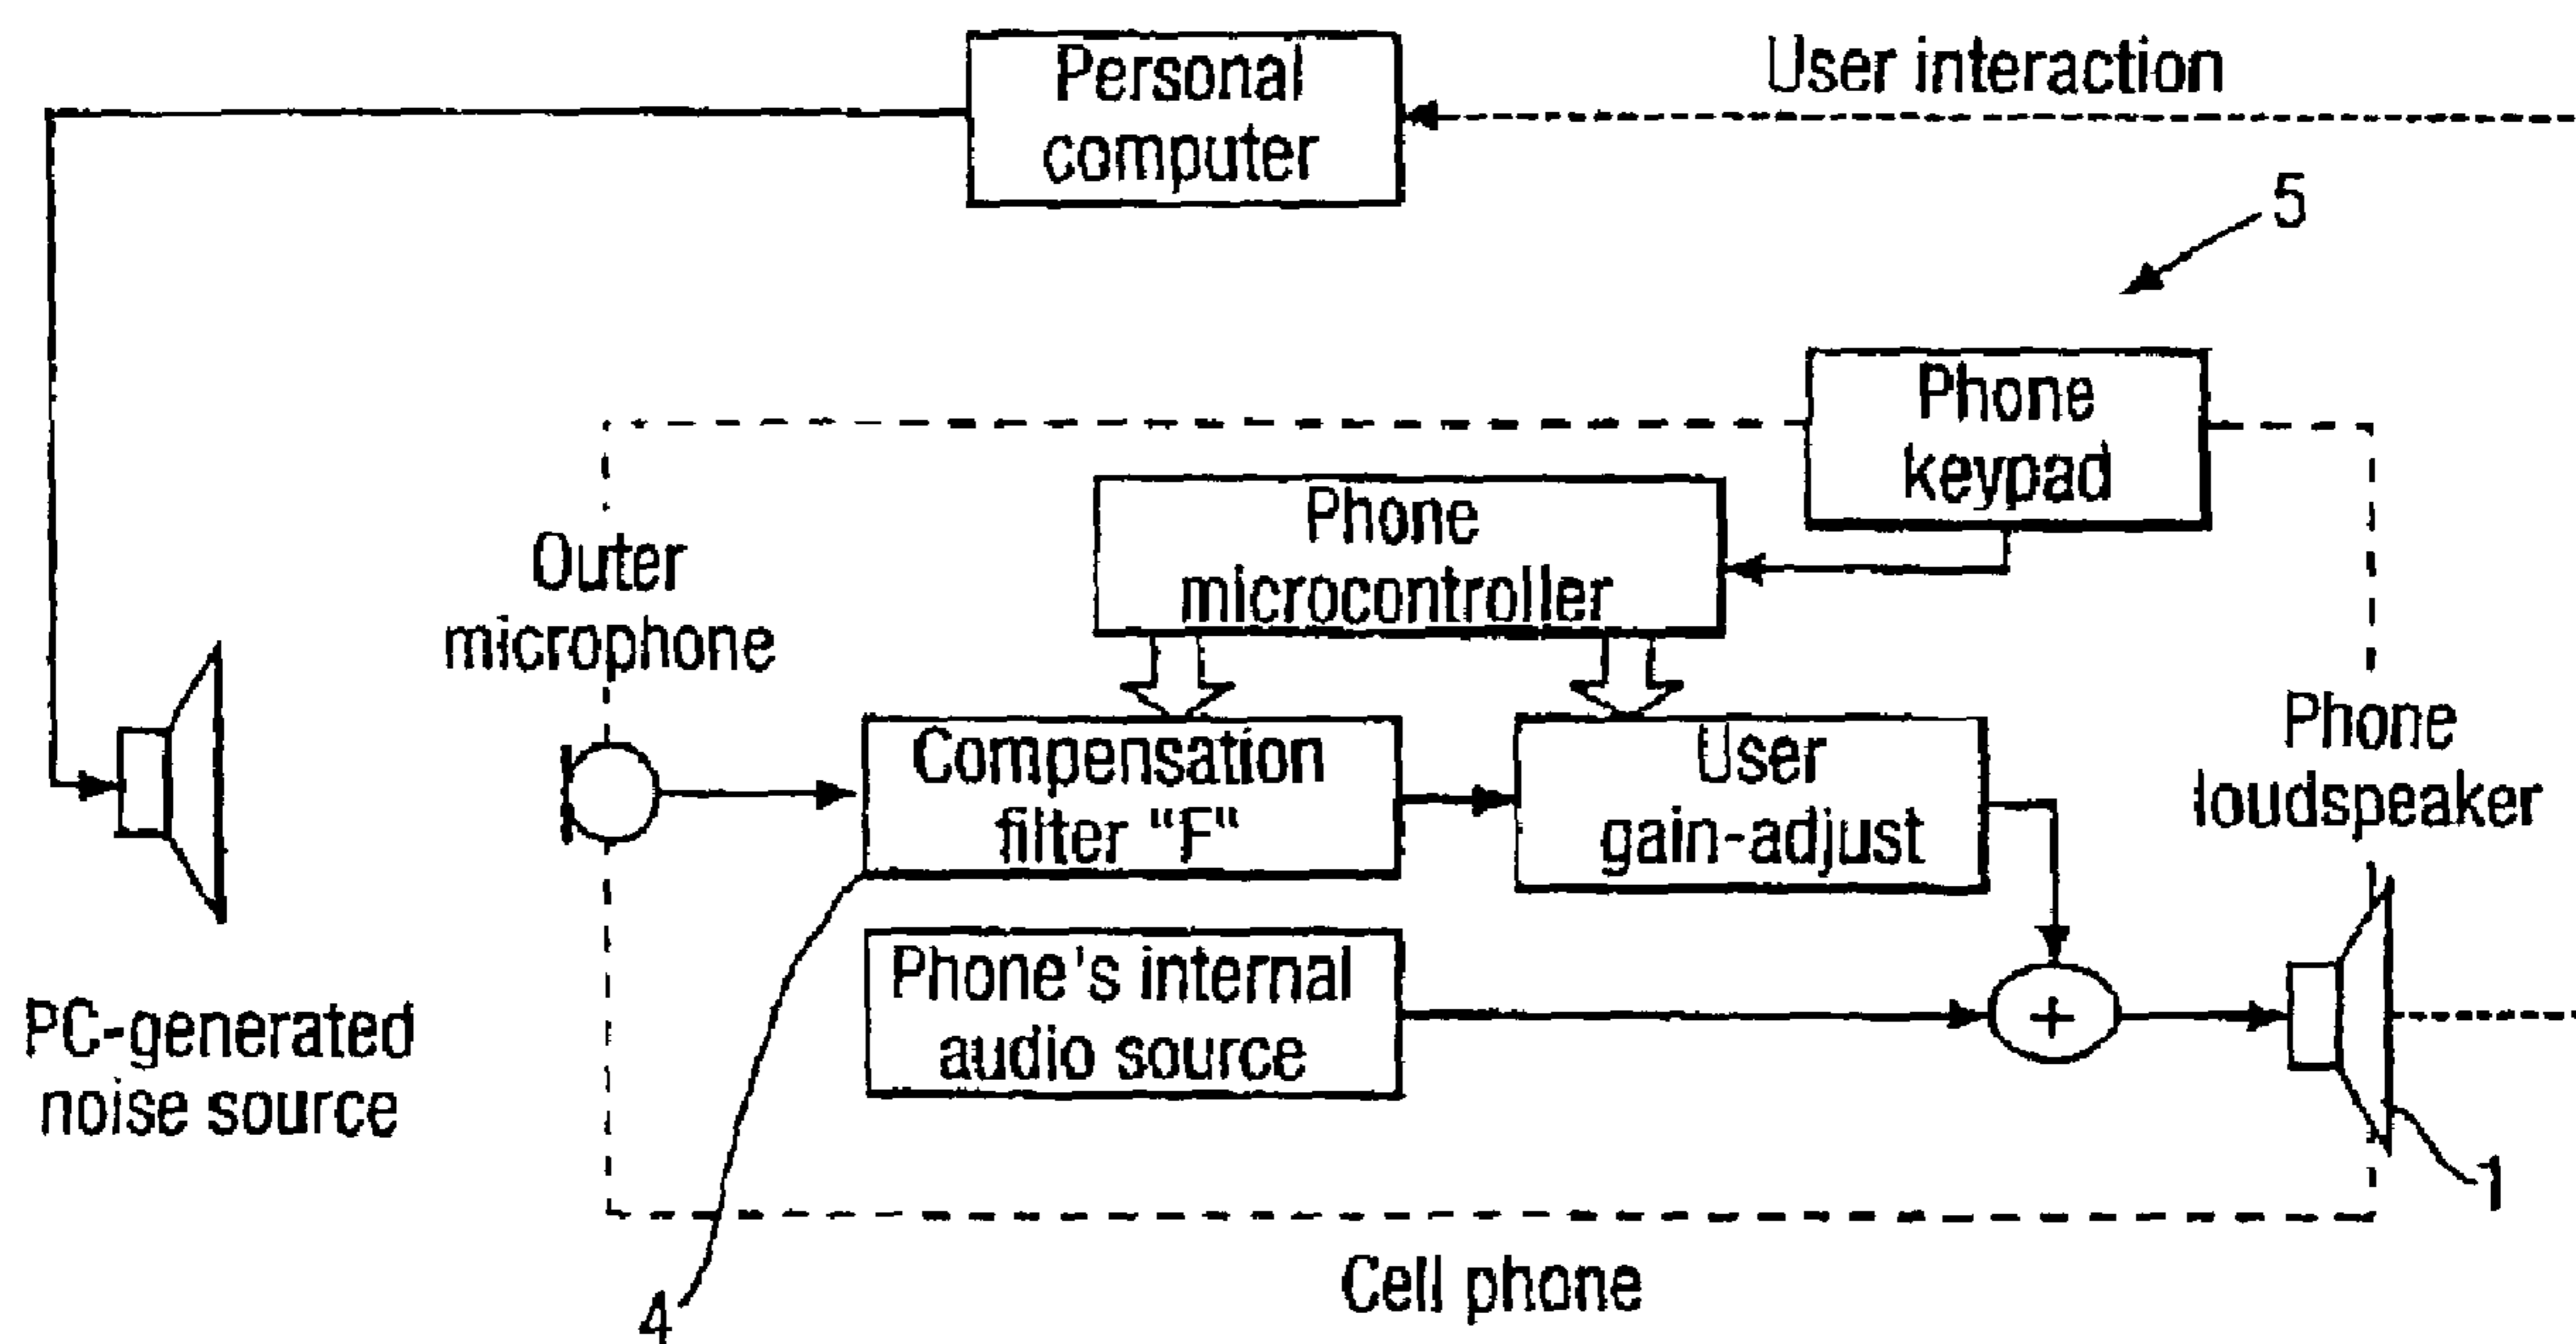 Personal
computer
User interaction
5
Phone
keypad
Phone
microcontroller
Outer
microphone
Compensation
filter "F"
User
gain-adjust
Phone
loudspeaker
Phone's internal
audio source
+
PC-generated
noise source
1
Cell phone
4